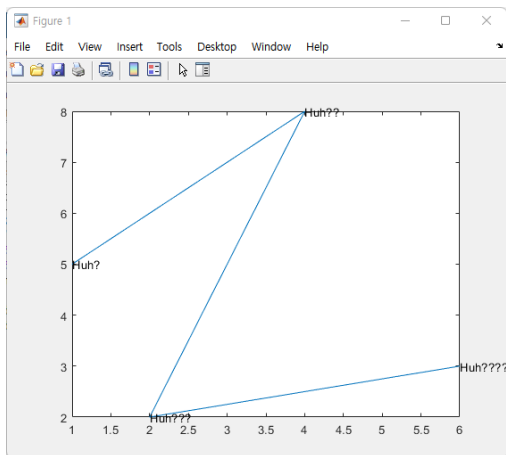 Figure 1
File Edit View Insert Tools Desktop Window Help
8
Huh??
7
6
5
Huh?
4
3
Huh????
2
Huh???
1 1.5 2 2.5 3 3.5 4 4.5 5 5.5 6